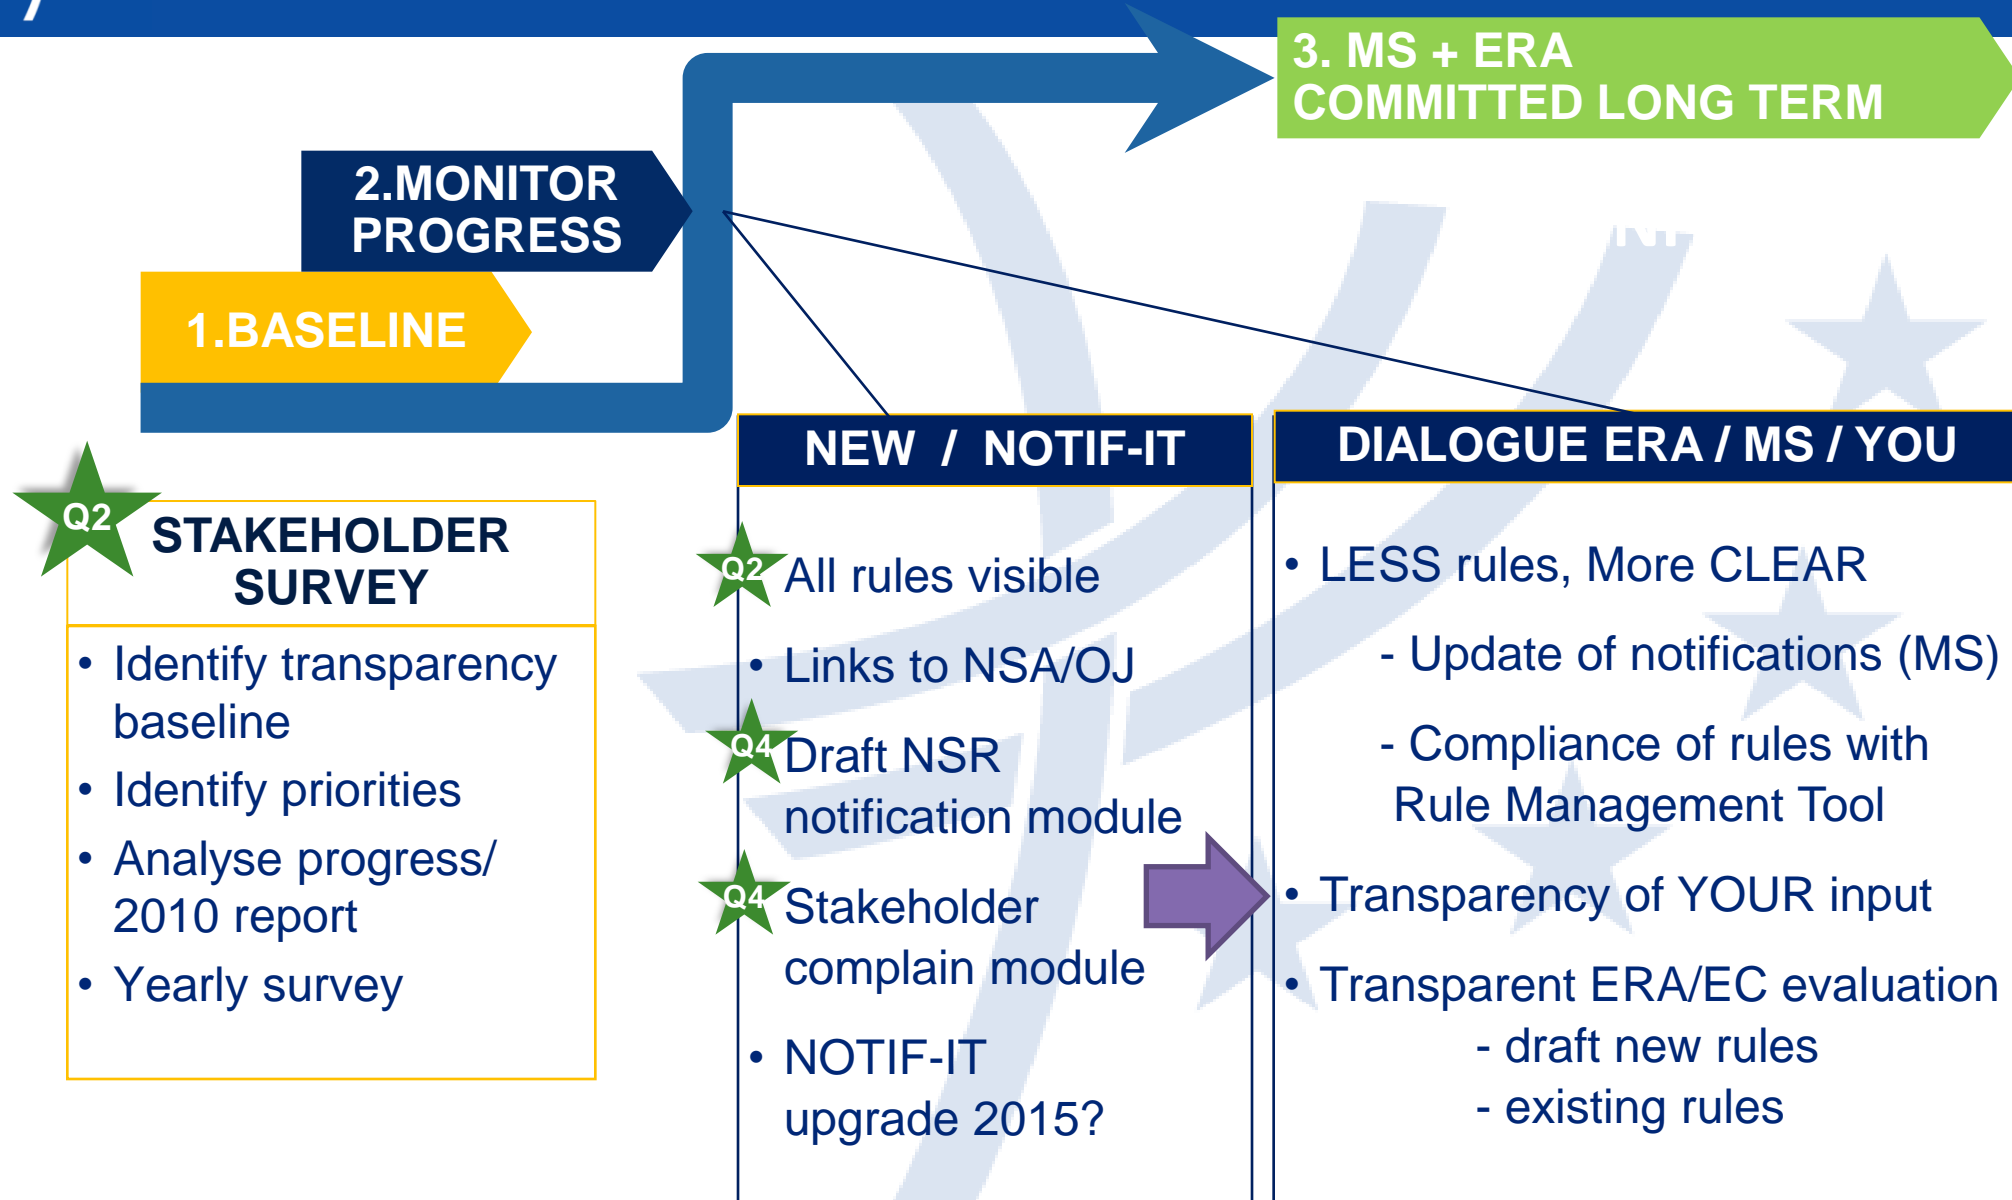 3. MS + ERA
COMMITTED LONG TERM
2.MONITOR
PROGRESS
1.BASELINE
Q2
STAKEHOLDER
SURVEY
• Identify transparency
baseline
• Identify priorities
• Analyse progress/
2010 report
• Yearly survey
NEW / NOTIF-IT
Q2 All rules visible
• Links to NSA/OJ
Q4 Draft NSR
notification module
Q4 Stakeholder
complain module
• NOTIF-IT
upgrade 2015?
DIALOGUE ERA / MS / YOU
• LESS rules, More CLEAR
- Update of notifications (MS)
- Compliance of rules with
Rule Management Tool
• Transparency of YOUR input
• Transparent ERA/EC evaluation
- draft new rules
- existing rules